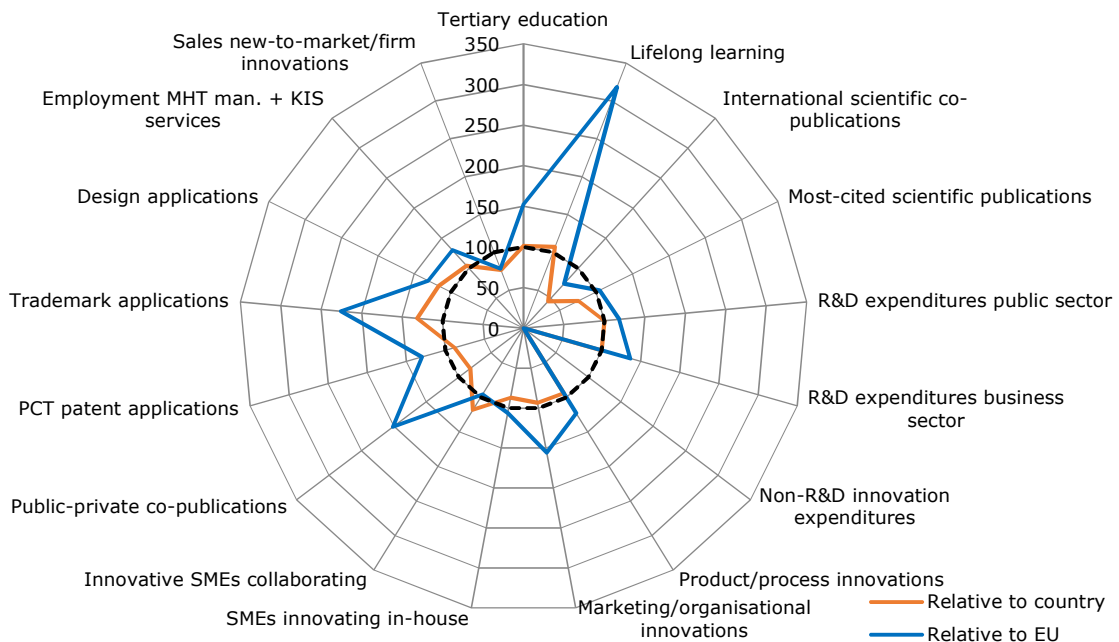 Tertiary education
Lifelong learning
International scientific co-
publications
Most-cited scientific publications
R&D expenditures public sector
R&D expenditures business
sector
Non-R&D innovation
expenditures
Product/process innovations
Marketing/organisational
innovations
SMEs innovating in-house
Innovative SMEs collaborating
Public-private co-publications
PCT patent applications
Trademark applications
Design applications
Employment MHT man. + KIS
services
Sales new-to-market/firm
innovations
350
300
250
200
150
100
50
0
Relative to country
Relative to EU